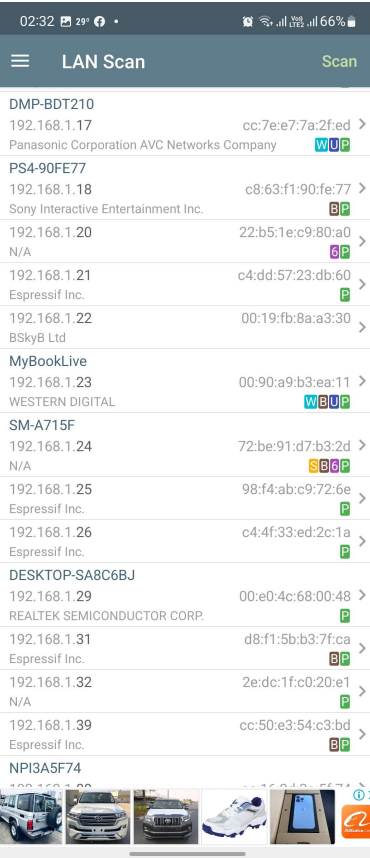 02:32 29°
66%
LAN Scan Scan
DMP-BDT210
192.168.1.17 cc:7e:e7:7a:2f:ed
Panasonic Corporation AVC Networks Company W U P
PS4-90FE77
192.168.1.18 c8:63:f1:90:fe:77
Sony Interactive Entertainment Inc. B P
192.168.1.20 22:b5:1e:c9:80:a0
N/A 6 P
192.168.1.21 c4:dd:57:23:db:60
Espressif Inc. P
192.168.1.22 00:19:fb:8a:a3:30
BSkyB Ltd
MyBookLive
192.168.1.23 00:90:a9:b3:ea:11
WESTERN DIGITAL W B U P
SM-A715F
192.168.1.24 72:be:91:d7:b3:2d
N/A S B 6 P
192.168.1.25 98:f4:ab:c9:72:6e
Espressif Inc. P
192.168.1.26 c4:4f:33:ed:2c:1a
Espressif Inc. P
DESKTOP-SA8C6BJ
192.168.1.29 00:e0:4c:68:00:48
REALTEK SEMICONDUCTOR CORP. P
192.168.1.31 d8:f1:5b:b3:7f:ca
Espressif Inc. B P
192.168.1.32 2e:dc:1f:c0:20:e1
N/A P
192.168.1.39 cc:50:e3:54:c3:bd
Espressif Inc. B P
NPI3A5F74